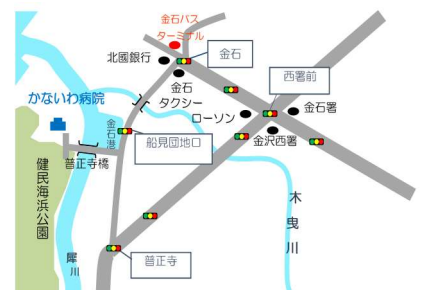 金石バス
ターミナル
北國銀行
金石
西署前
金石
タクシー
かないわ病院
ローソン
金石署
金石港
船見団地口
金沢西署
普正寺橋
健民海浜公園
木曳川
犀川
普正寺